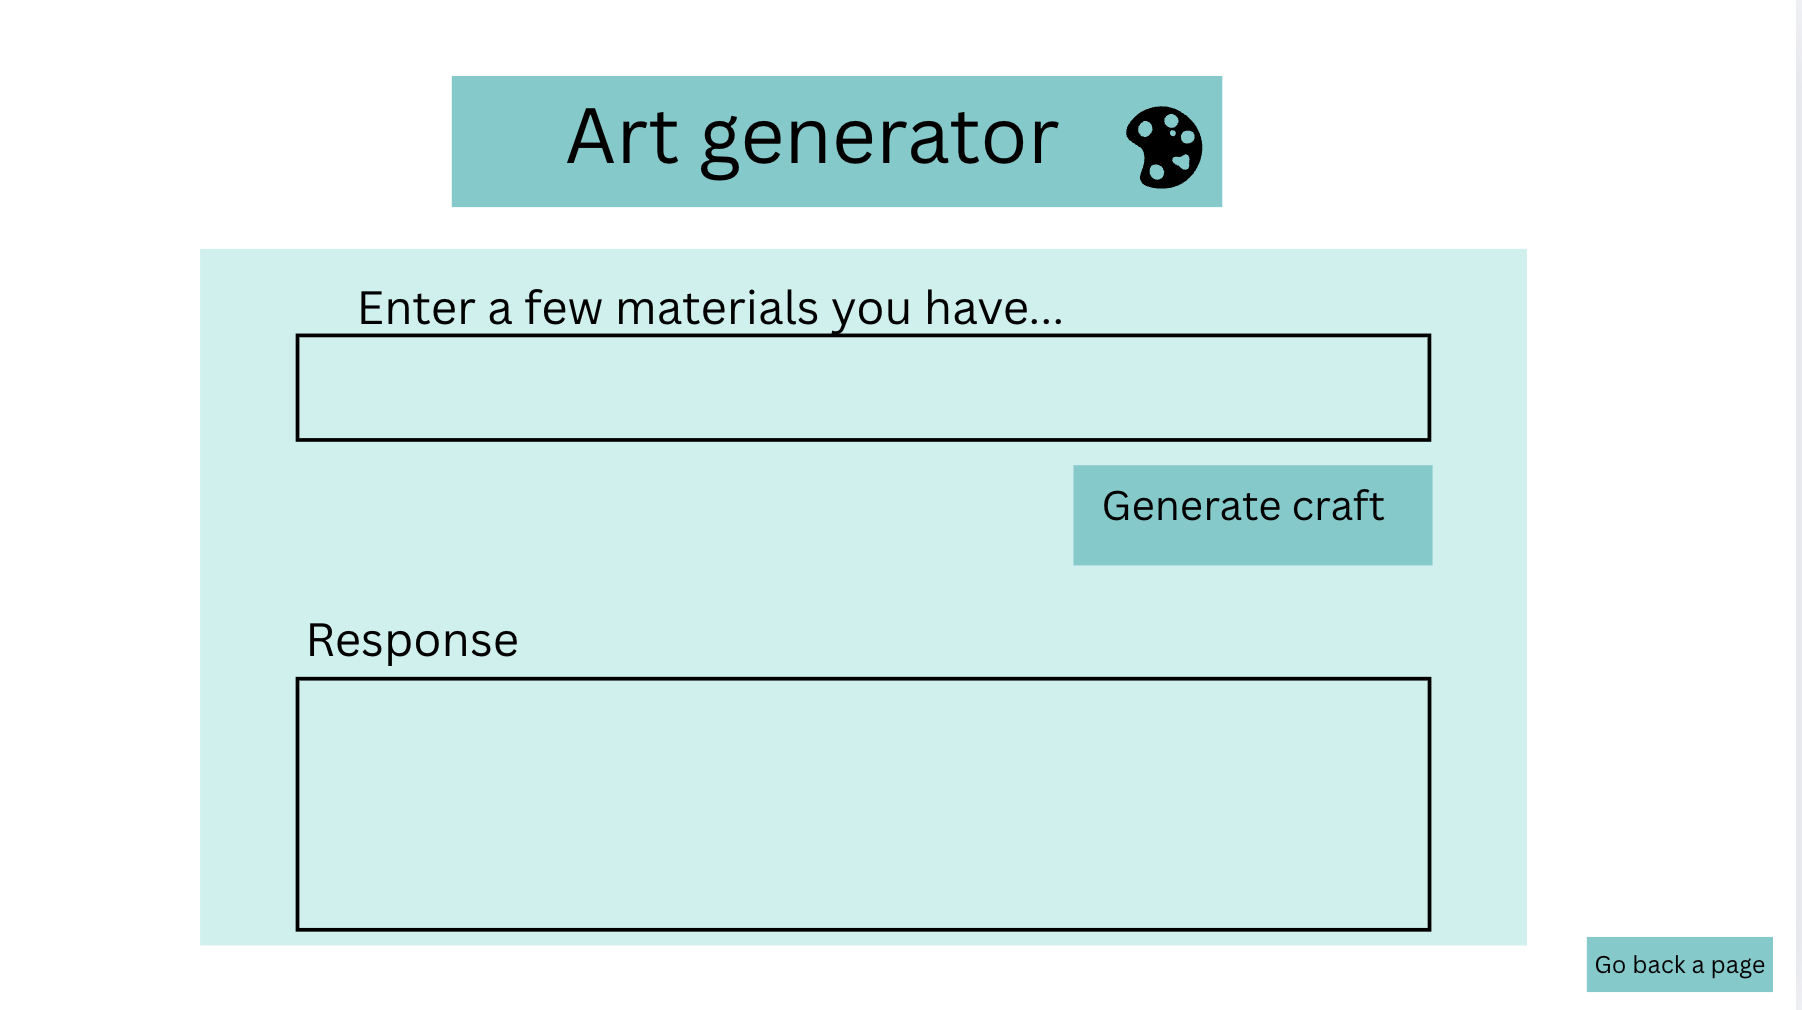 Art generator
Enter a few materials you have...
Generate craft
Response
Go back a page